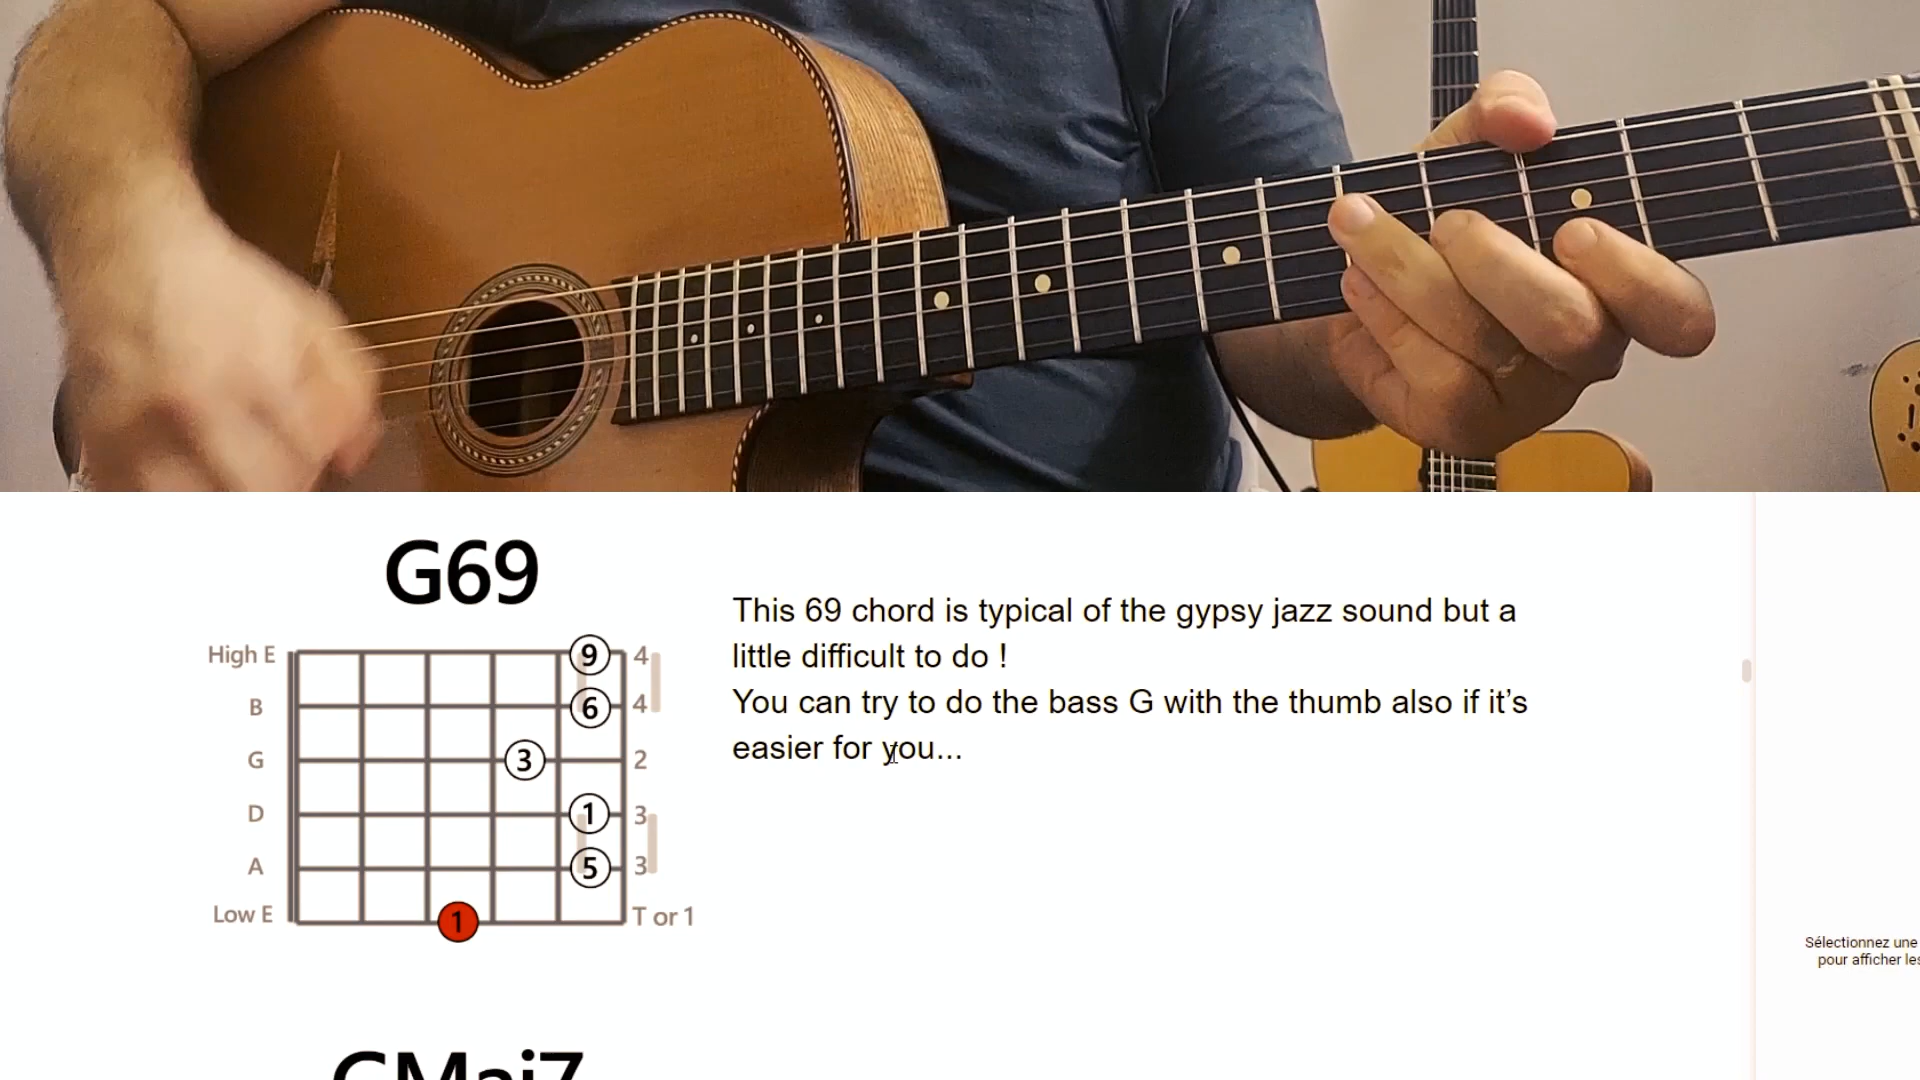 G69
High E 9 4
B 6 4
G 3 2
D 1 3
A 5 3
Low E 1 T or 1
This 69 chord is typical of the gypsy jazz sound but a
little difficult to do !
You can try to do the bass G with the thumb also if it’s
easier for you...
Sélectionnez une
pour afficher les
GMaj7